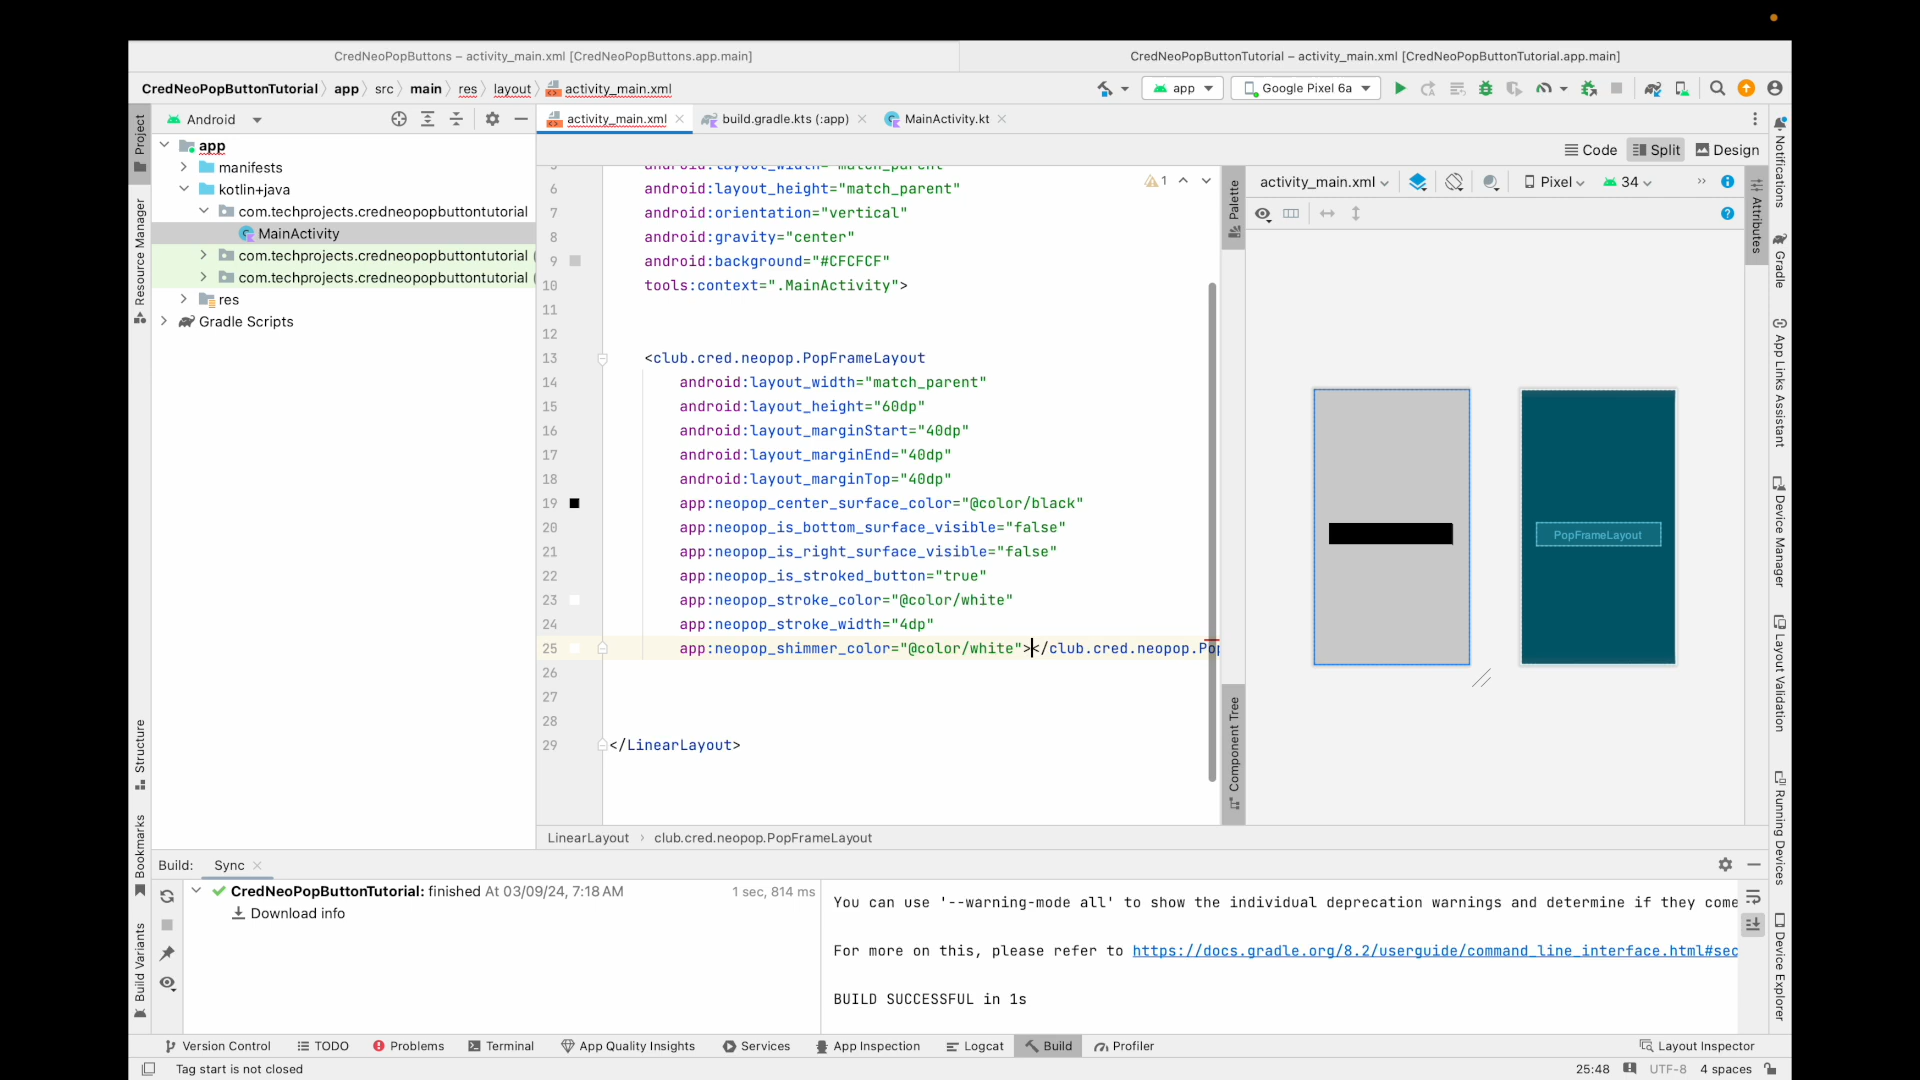 CredNeoPopButtons – activity_main.xml [CredNeoPopButtons.app.main]
CredNeoPopButtonTutorial – activity_main.xml [CredNeoPopButtonTutorial.app.main]
CredNeoPopButtonTutorial app src main res layout activity_main.xml
app
Google Pixel 6a
Android
activity_main.xml
build.gradle.kts (:app)
MainActivity.kt
Code
Split
Design
Project
Resource Manager
Structure
Bookmarks
Build Variants
app
manifests
kotlin+java
com.techprojects.credneopopbuttontutorial
MainActivity
com.techprojects.credneopopbuttontutorial (
com.techprojects.credneopopbuttontutorial (
res
Gradle Scripts
5 android:layout_width="match_parent"
6 android:layout_height="match_parent"
7 android:orientation="vertical"
8 android:gravity="center"
9 android:background="#CFCFCF"
10 tools:context=".MainActivity">
11
12
13 <club.cred.neopop.PopFrameLayout
14 android:layout_width="match_parent"
15 android:layout_height="60dp"
16 android:layout_marginStart="40dp"
17 android:layout_marginEnd="40dp"
18 android:layout_marginTop="40dp"
19 app:neopop_center_surface_color="@color/black"
20 app:neopop_is_bottom_surface_visible="false"
21 app:neopop_is_right_surface_visible="false"
22 app:neopop_is_stroked_button="true"
23 app:neopop_stroke_color="@color/white"
24 app:neopop_stroke_width="4dp"
25 app:neopop_shimmer_color="@color/white"></club.cred.neopop.Pop
26
27
28
29 </LinearLayout>
1
LinearLayout › club.cred.neopop.PopFrameLayout
Palette
Component Tree
activity_main.xml
Pixel
34
PopFrameLayout
Attributes
Notifications
Gradle
App Links Assistant
Device Manager
Layout Validation
Running Devices
Device Explorer
Build:
Sync
CredNeoPopButtonTutorial: finished At 03/09/24, 7:18 AM
1 sec, 814 ms
Download info
You can use '--warning-mode all' to show the individual deprecation warnings and determine if they come
For more on this, please refer to https://docs.gradle.org/8.2/userguide/command_line_interface.html#sec
BUILD SUCCESSFUL in 1s
Version Control
TODO
Problems
Terminal
App Quality Insights
Services
App Inspection
Logcat
Build
Profiler
Layout Inspector
Tag start is not closed
25:48
UTF-8
4 spaces